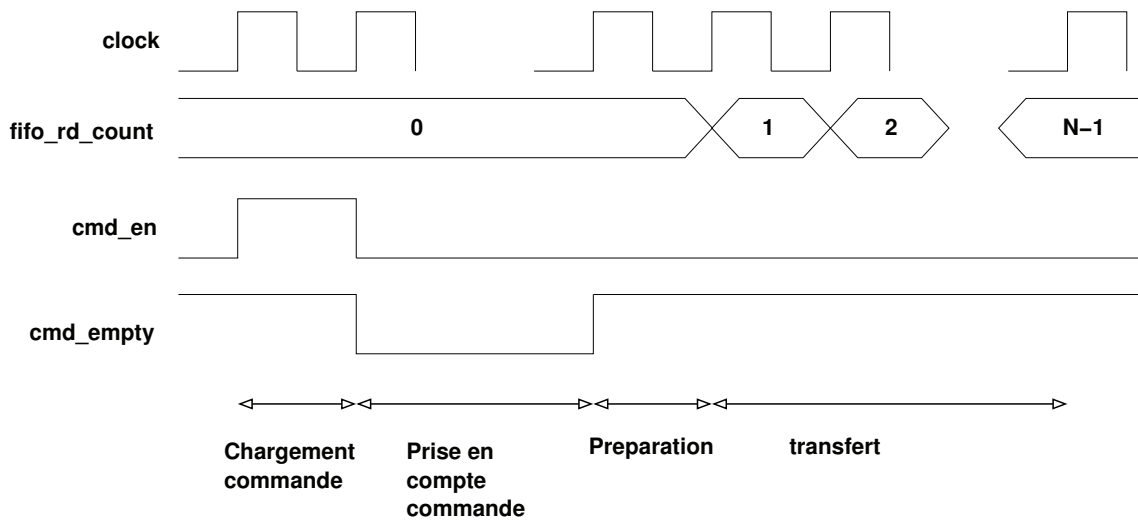 clock
fifo_rd_count
0
1
2
N−1
cmd_en
cmd_empty
Chargement
commande
Prise en
compte
commande
Preparation
transfert